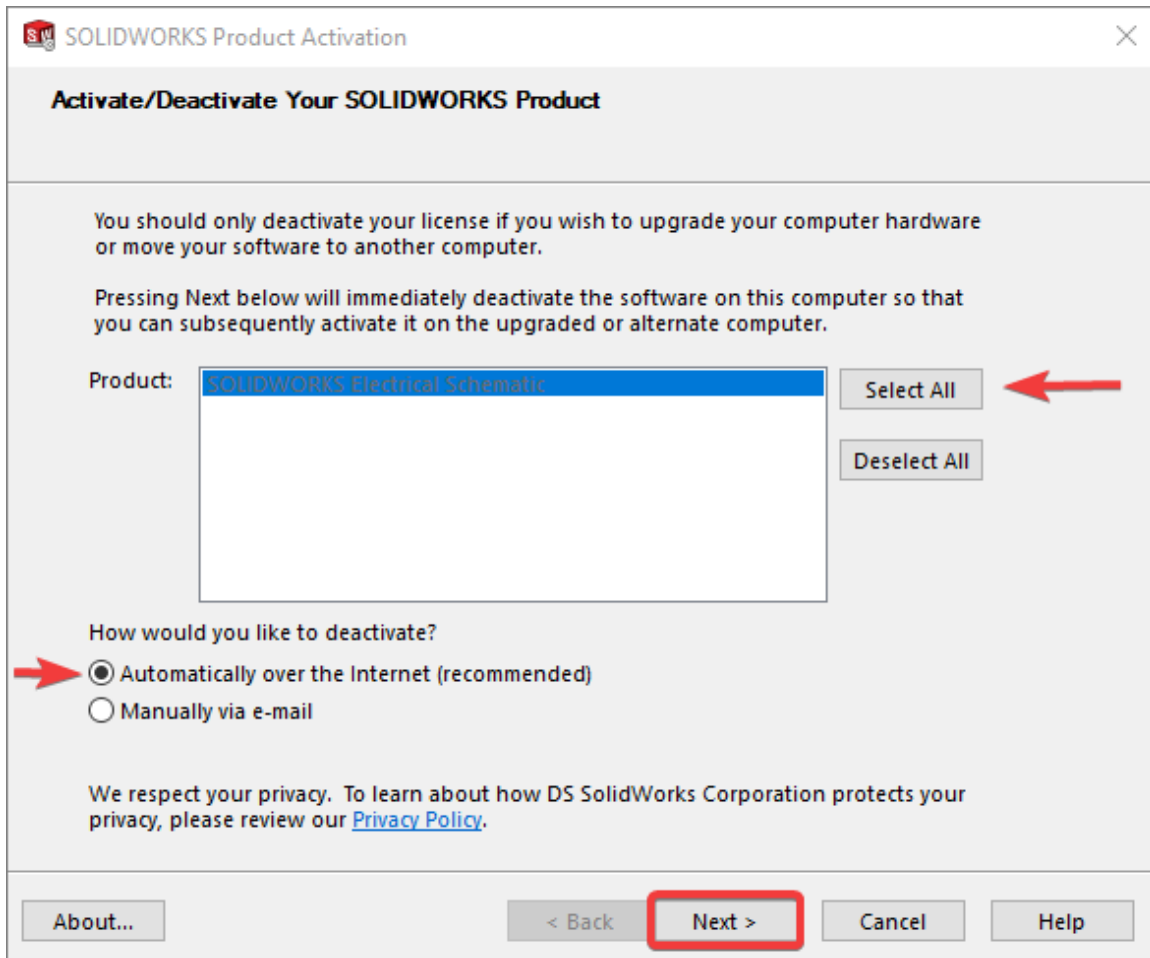 SOLIDWORKS Product Activation
Activate/Deactivate Your SOLIDWORKS Product
You should only deactivate your license if you wish to upgrade your computer hardware
or move your software to another computer.
Pressing Next below will immediately deactivate the software on this computer so that
you can subsequently activate it on the upgraded or alternate computer.
Product:
SOLIDWORKS Electrical Schematic
Select All
Deselect All
How would you like to deactivate?
Automatically over the Internet (recommended)
Manually via e-mail
We respect your privacy.  To learn about how DS SolidWorks Corporation protects your
privacy, please review our Privacy Policy.
About...
< Back
Next >
Cancel
Help